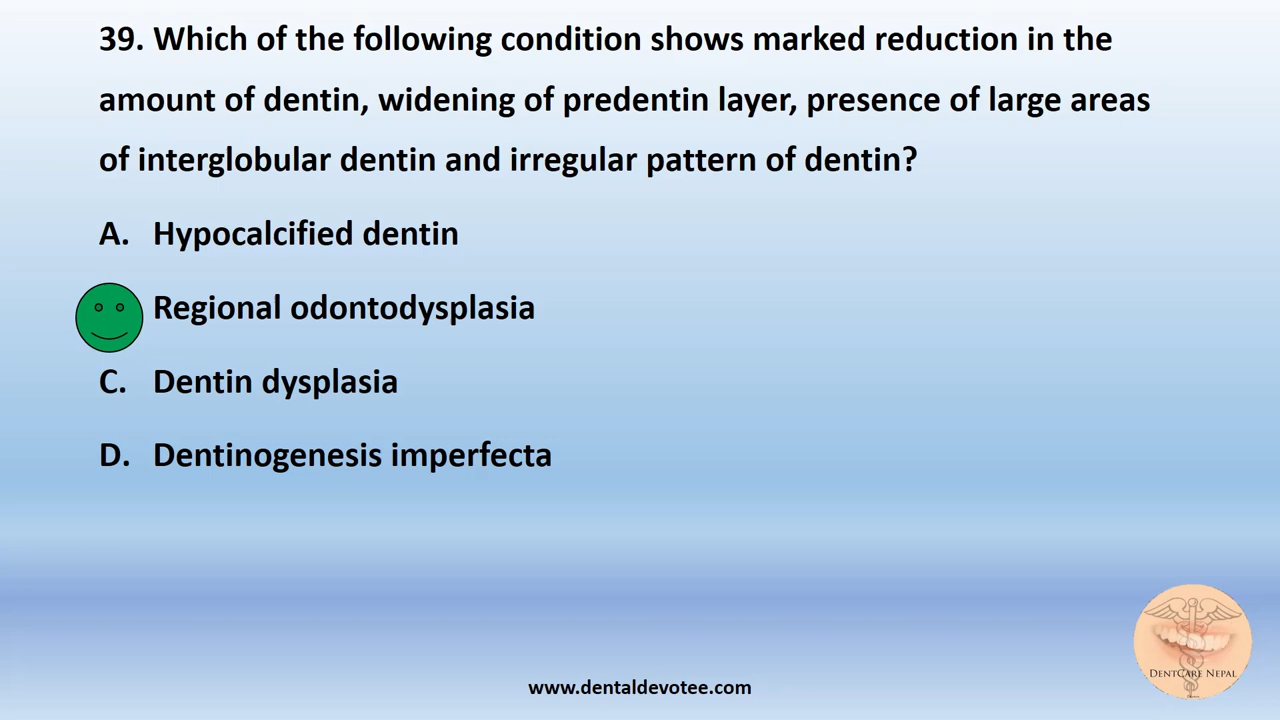 39. Which of the following condition shows marked reduction in the
amount of dentin, widening of predentin layer, presence of large areas
of interglobular dentin and irregular pattern of dentin?
A. Hypocalcified dentin
Regional odontodysplasia
C. Dentin dysplasia
D. Dentinogenesis imperfecta
DENTCARE NEPAL
www.dentaldevotee.com